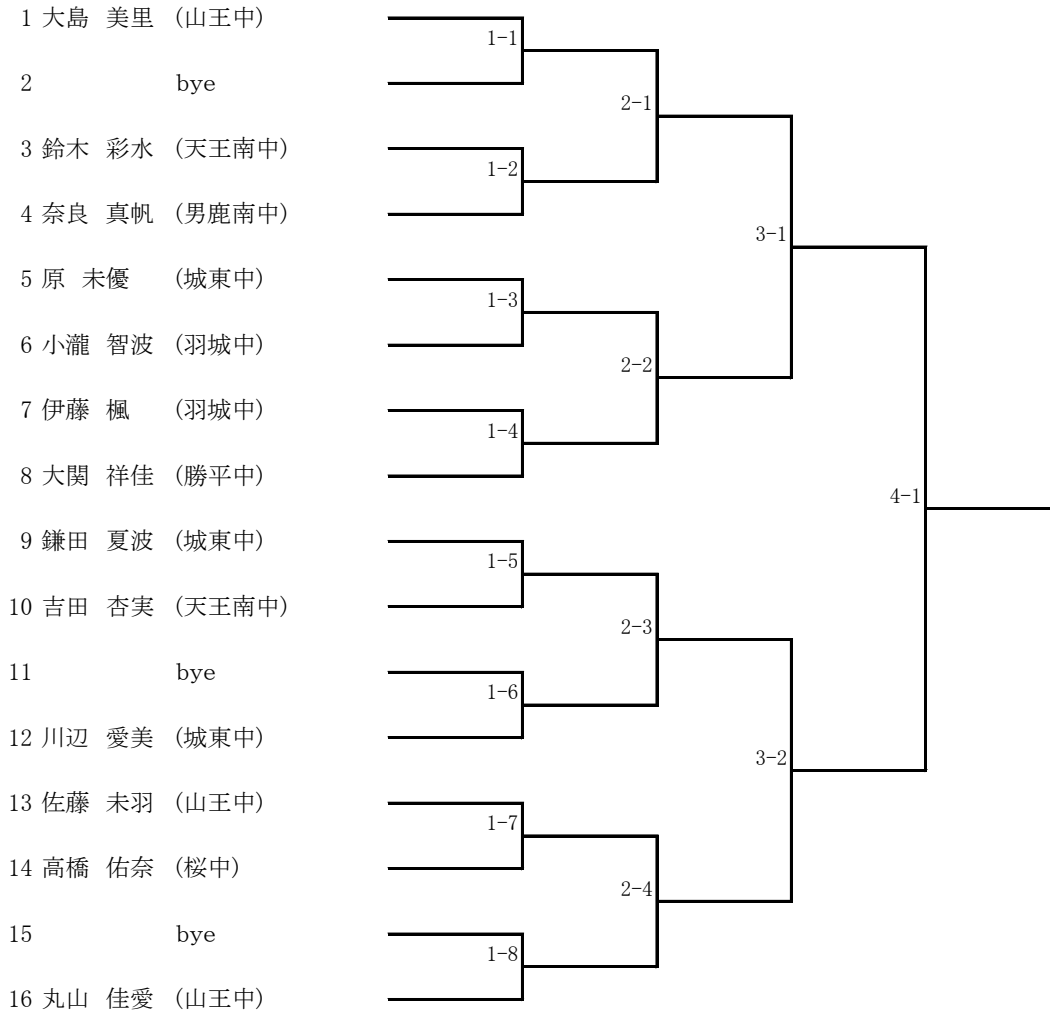 1 大島 美里 (山王中)
1-1
2 bye
2-1
3 鈴木 彩水 (天王南中)
1-2
4 奈良 真帆 (男鹿南中)
3-1
5 原 未優 (城東中)
1-3
6 小瀧 智波 (羽城中)
2-2
7 伊藤 楓 (羽城中)
1-4
8 大関 祥佳 (勝平中)
4-1
9 鎌田 夏波 (城東中)
1-5
10 吉田 杏実 (天王南中)
2-3
11 bye
1-6
12 川辺 愛美 (城東中)
3-2
13 佐藤 未羽 (山王中)
1-7
14 高橋 佑奈 (桜中)
2-4
15 bye
1-8
16 丸山 佳愛 (山王中)